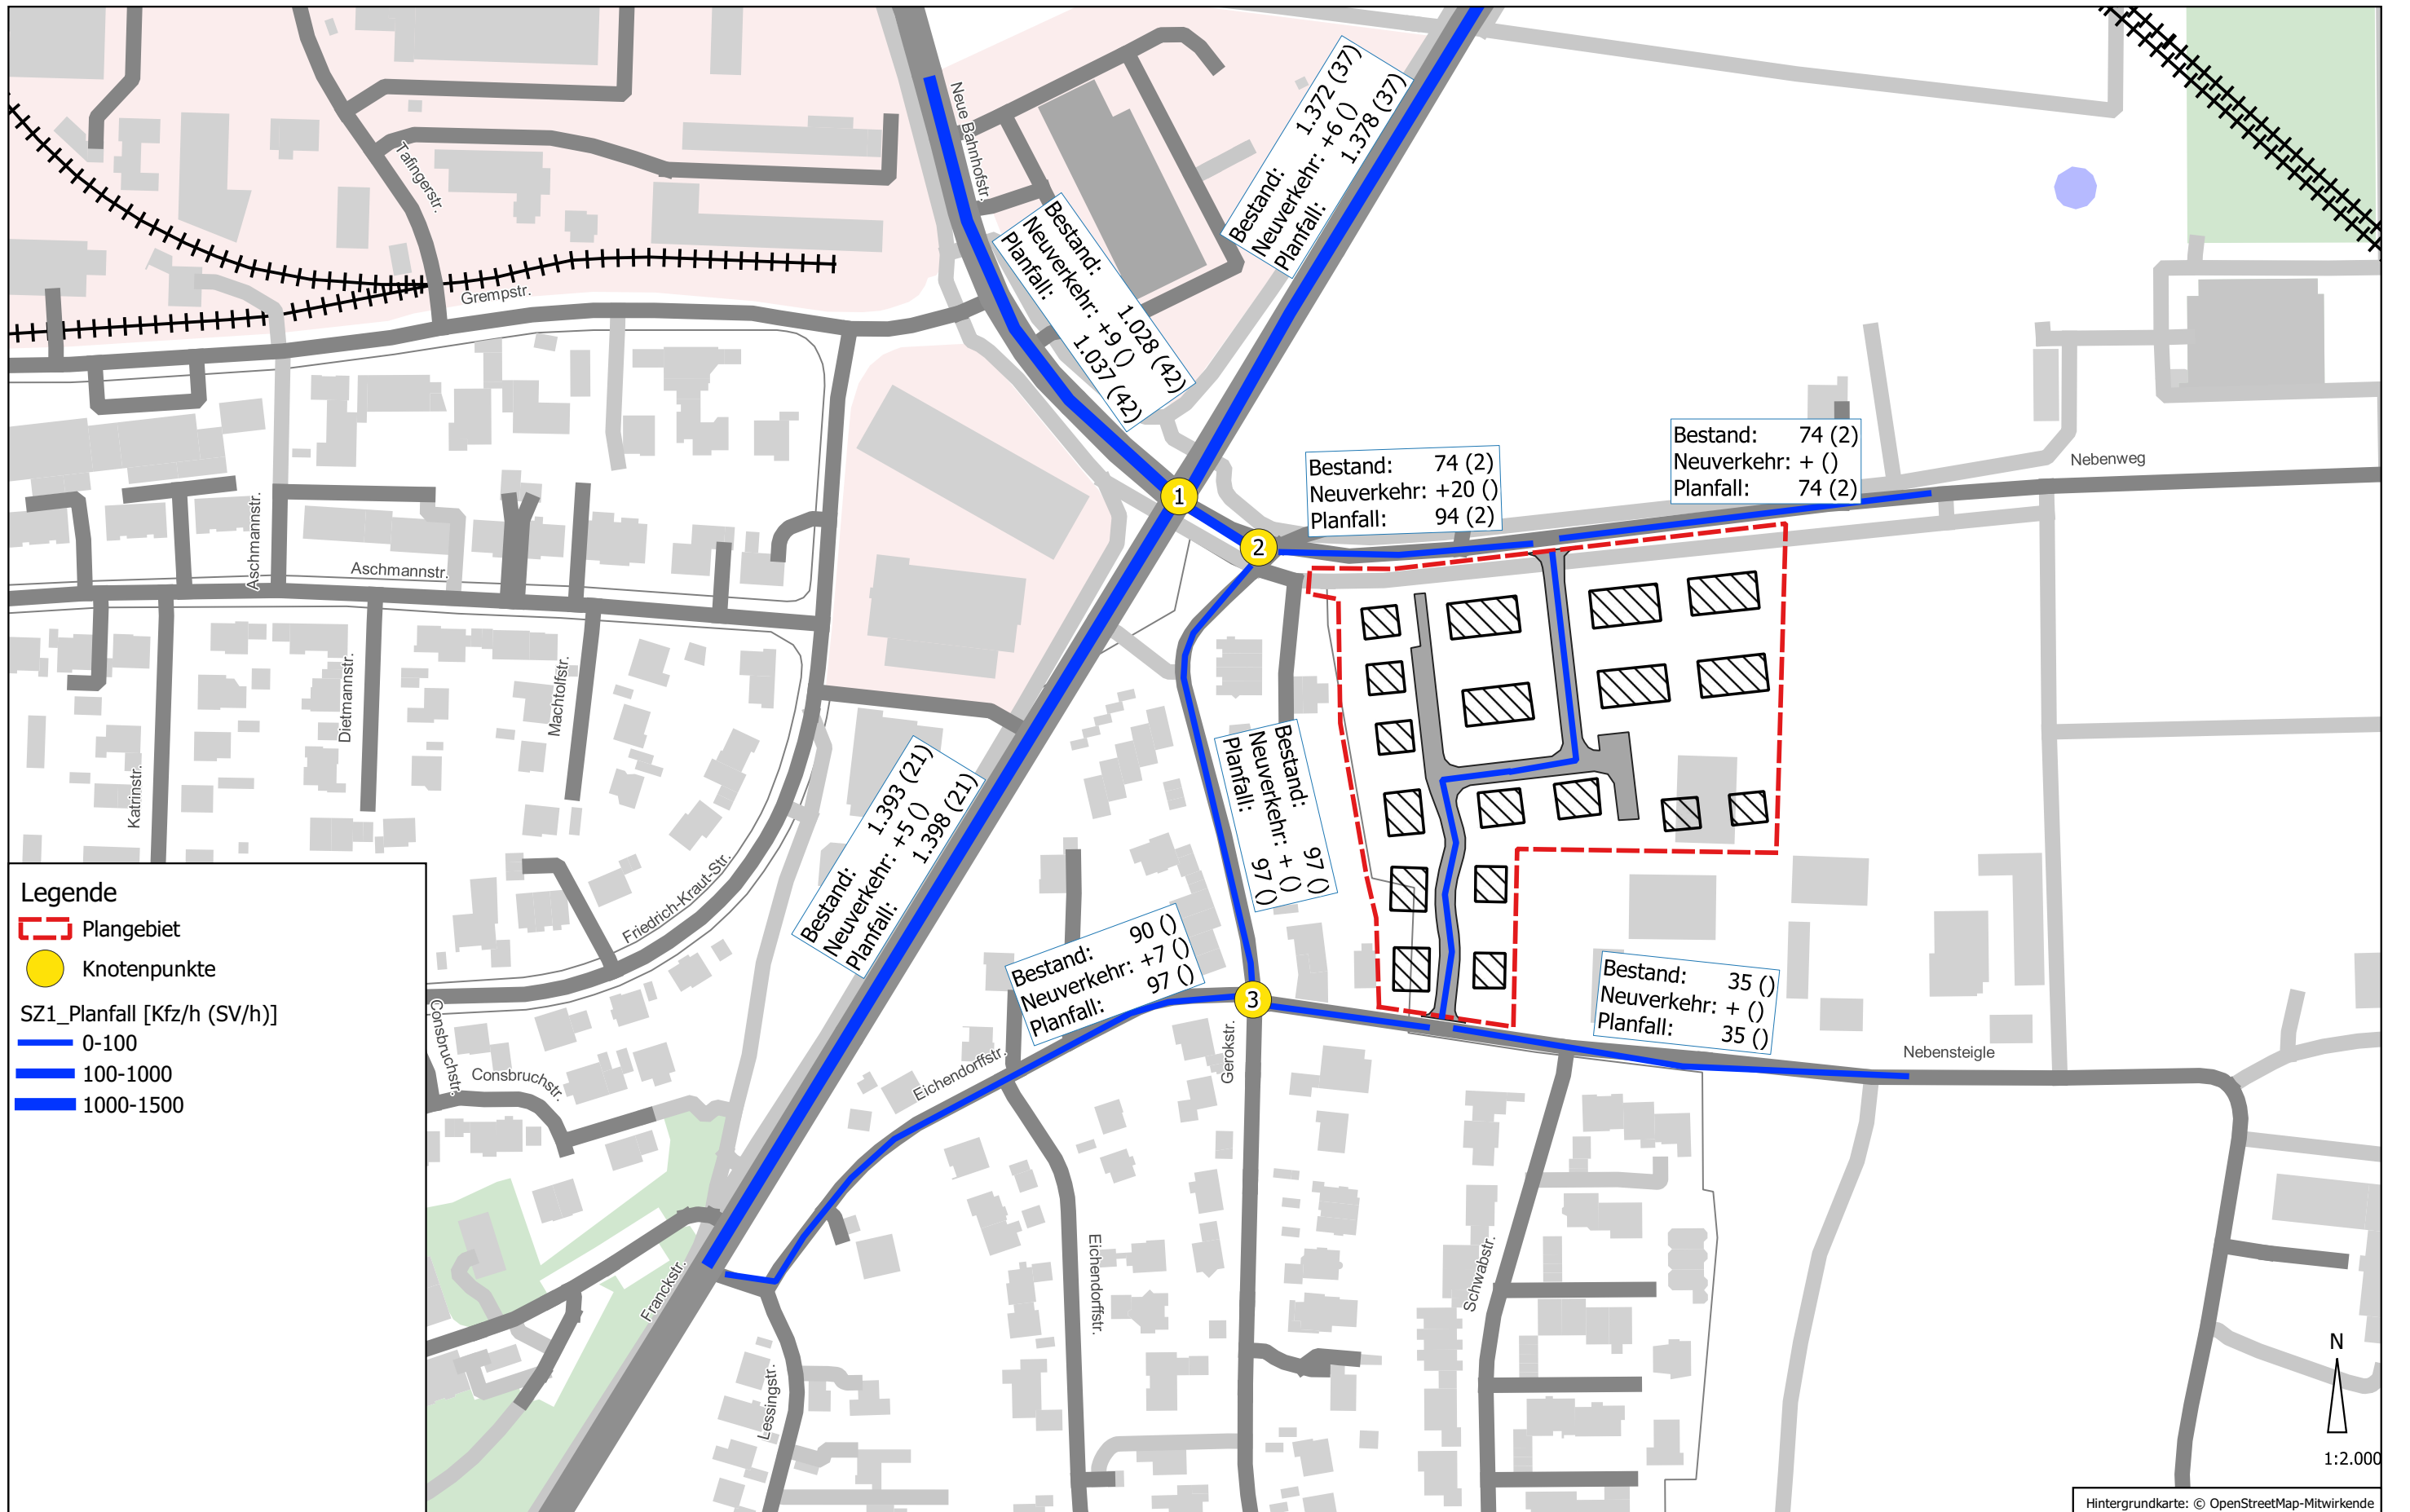 Neue Bahnhofstr.
Bestand: 1.372 (37)
Neuverkehr: +6 ()
Planfall: 1.378 (37)
Tafingerstr.
Bestand: 1.028 (42)
Neuverkehr: +9 ()
Planfall: 1.037 (42)
Grempstr.
Bestand: 74 (2)
Neuverkehr: + ()
Planfall: 74 (2)
Nebenweg
Bestand: 74 (2)
Neuverkehr: +20 ()
Planfall: 94 (2)
1
2
Aschmannstr.
Aschmannstr.
Dietmannstr.
Machtolfstr.
Katrinstr.
Bestand: 1.393 (21)
Neuverkehr: +5 ()
Planfall: 1.398 (21)
Bestand: 97 ()
Neuverkehr: + ()
Planfall: 97 ()
Friedrich-Kraut-Str.
Bestand: 90 ()
Neuverkehr: +7 ()
Planfall: 97 ()
3
Bestand: 35 ()
Neuverkehr: + ()
Planfall: 35 ()
Nebensteigle
Gerokstr.
Eichendorffstr.
Consbruchstr.
Consbruchstr.
Eichendorffstr.
Schwabstr.
Franckstr.
Lessingstr.
Legende
Plangebiet
Knotenpunkte
SZ1_Planfall [Kfz/h (SV/h)]
0-100
100-1000
1000-1500
N
1:2.000
Hintergrundkarte: © OpenStreetMap-Mitwirkende